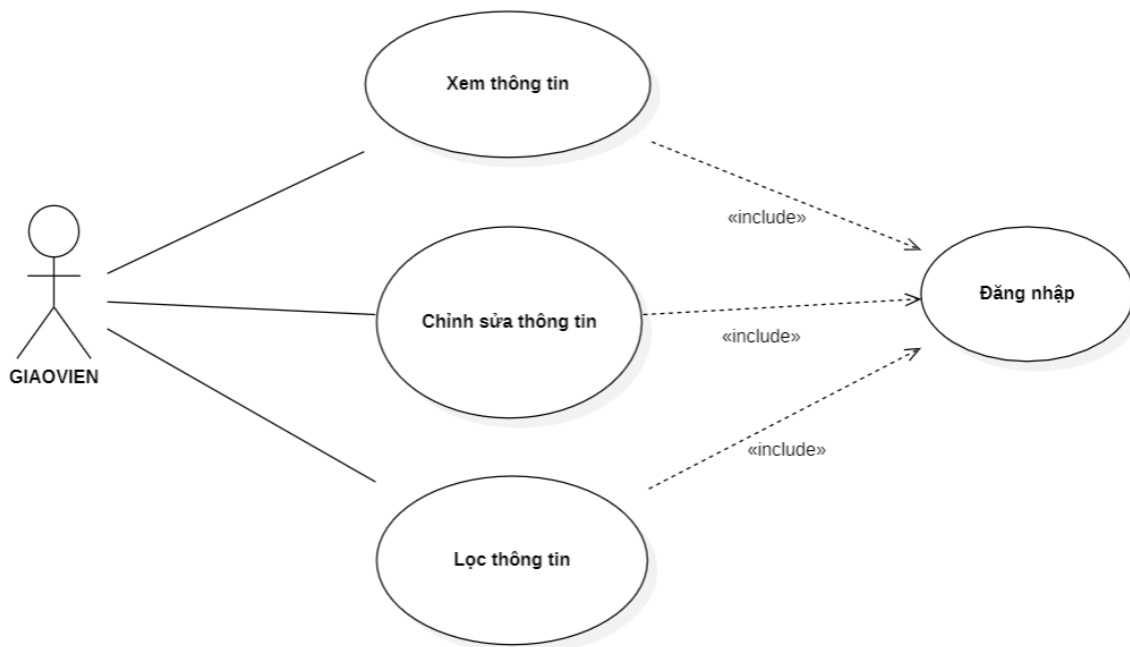 Xem thông tin
«include»
Đăng nhập
Chỉnh sửa thông tin
«include»
GIAOVIEN
«include»
Lọc thông tin